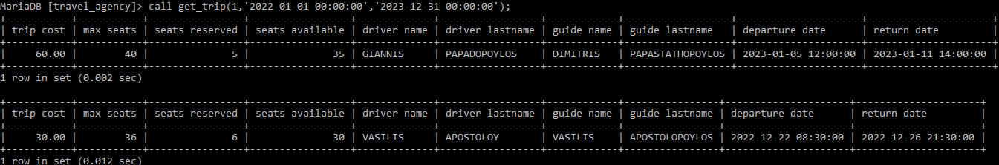 MariaDB [travel_agency]> call get_trip(1,'2022-01-01 00:00:00','2023-12-31 00:00:00');
+-----------+-----------+----------------+-----------------+-------------+-----------------+------------+------------------+---------------------+---------------------+
| trip cost | max seats | seats reserved | seats available | driver name | driver lastname | guide name | guide lastname | departure date | return date |
+-----------+-----------+----------------+-----------------+-------------+-----------------+------------+------------------+---------------------+---------------------+
| 60.00 | 40 | 5 | 35 | GIANNIS | PAPADOPOYLOS | DIMITRIS | PAPASTATHOPOYLOS | 2023-01-05 12:00:00 | 2023-01-11 14:00:00 |
+-----------+-----------+----------------+-----------------+-------------+-----------------+------------+------------------+---------------------+---------------------+
1 row in set (0.002 sec)
+-----------+-----------+----------------+-----------------+-------------+-----------------+------------+----------------+---------------------+---------------------+
| trip cost | max seats | seats reserved | seats available | driver name | driver lastname | guide name | guide lastname | departure date | return date |
+-----------+-----------+----------------+-----------------+-------------+-----------------+------------+----------------+---------------------+---------------------+
| 30.00 | 36 | 6 | 30 | VASILIS | APOSTOLOY | VASILIS | APOSTOLOPOYLOS | 2022-12-22 08:30:00 | 2022-12-26 21:30:00 |
+-----------+-----------+----------------+-----------------+-------------+-----------------+------------+----------------+---------------------+---------------------+
1 row in set (0.012 sec)